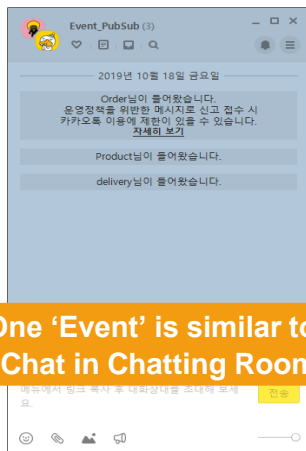 Event_PubSub (3)
2019년 10월 18일 금요일
Order님이 들어왔습니다.
운영정책을 위반한 메시지로 신고 접수 시
카카오톡 이용에 제한이 있을 수 있습니다.
자세히 보기
Product님이 들어왔습니다.
delivery님이 들어왔습니다.
One ‘Event’ is similar to
Chat in Chatting Room
메뉴에서 링크 복사 후 대화상대를 초대해 보세
요.
전송